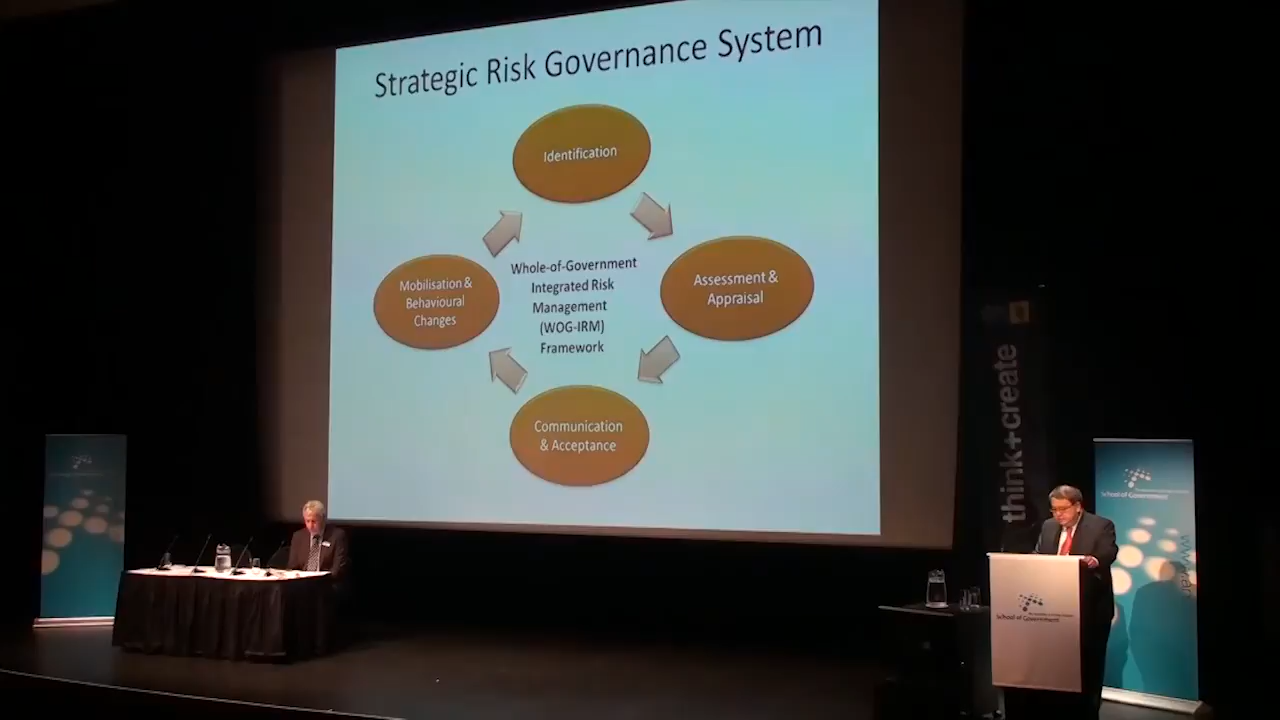 Strategic Risk Governance System
Identification
Assessment &
Appraisal
Communication
& Acceptance
Mobilisation &
Behavioural
Changes
Whole-of-Government
Integrated Risk
Management
(WOG-IRM)
Framework
think+create
School of Government
School of Government